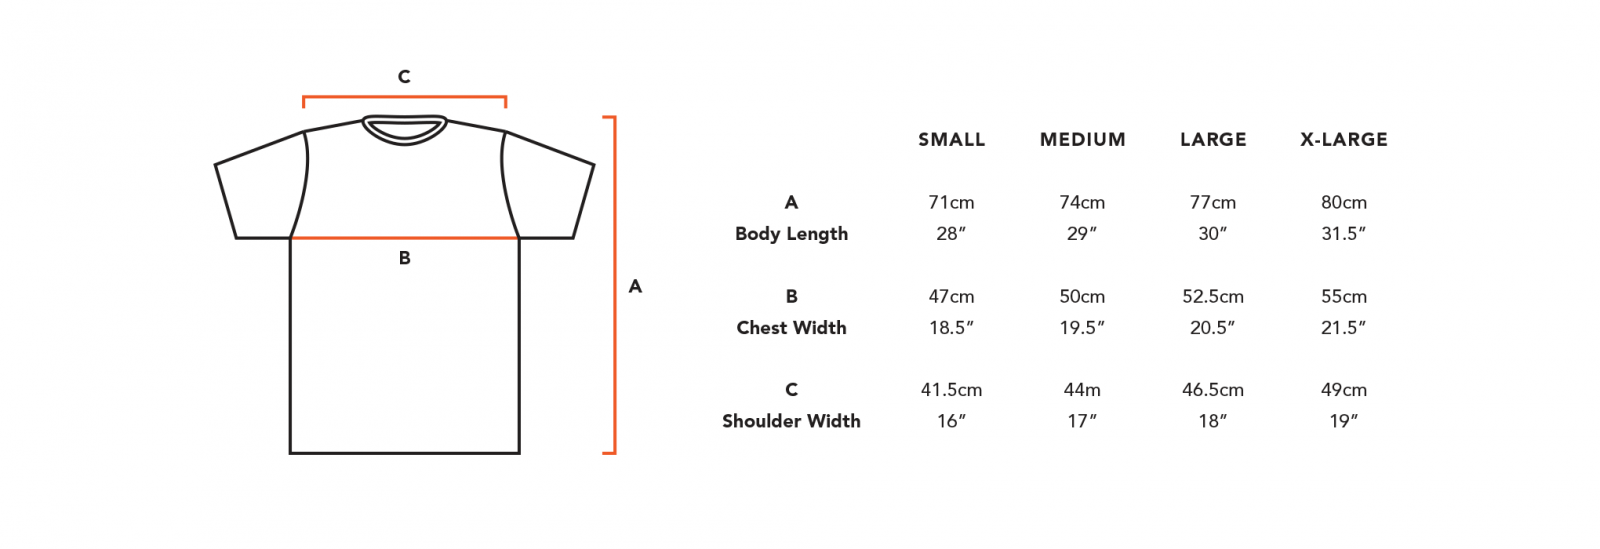 C
B
A
SMALL MEDIUM LARGE X-LARGE
A 71cm 74cm 77cm 80cm
Body Length 28” 29” 30” 31.5”
B 47cm 50cm 52.5cm 55cm
Chest Width 18.5” 19.5” 20.5” 21.5”
C 41.5cm 44m 46.5cm 49cm
Shoulder Width 16” 17” 18” 19”